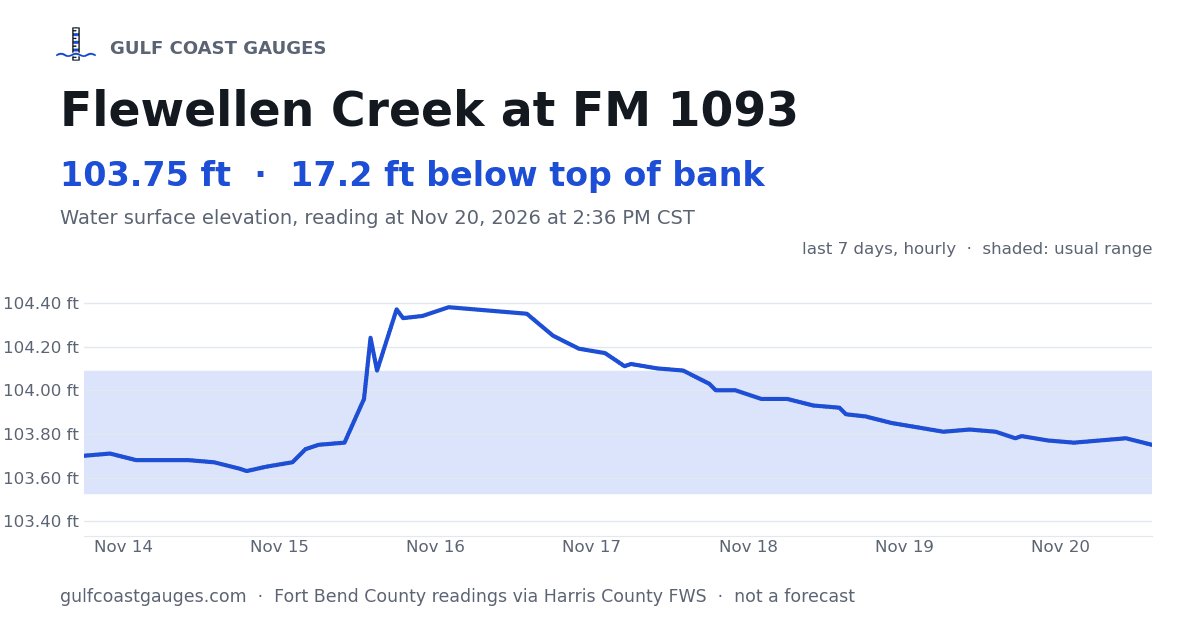 GULF COAST GAUGES
Flewellen Creek at FM 1093
103.75 ft · 17.2 ft below top of bank
Water surface elevation, reading at Nov 20, 2026 at 2:36 PM CST
last 7 days, hourly · shaded: usual range
104.40 ft
104.20 ft
104.00 ft
103.80 ft
103.60 ft
103.40 ft
Nov 14 Nov 15 Nov 16 Nov 17 Nov 18 Nov 19 Nov 20
gulfcoastgauges.com · Fort Bend County readings via Harris County FWS · not a forecast